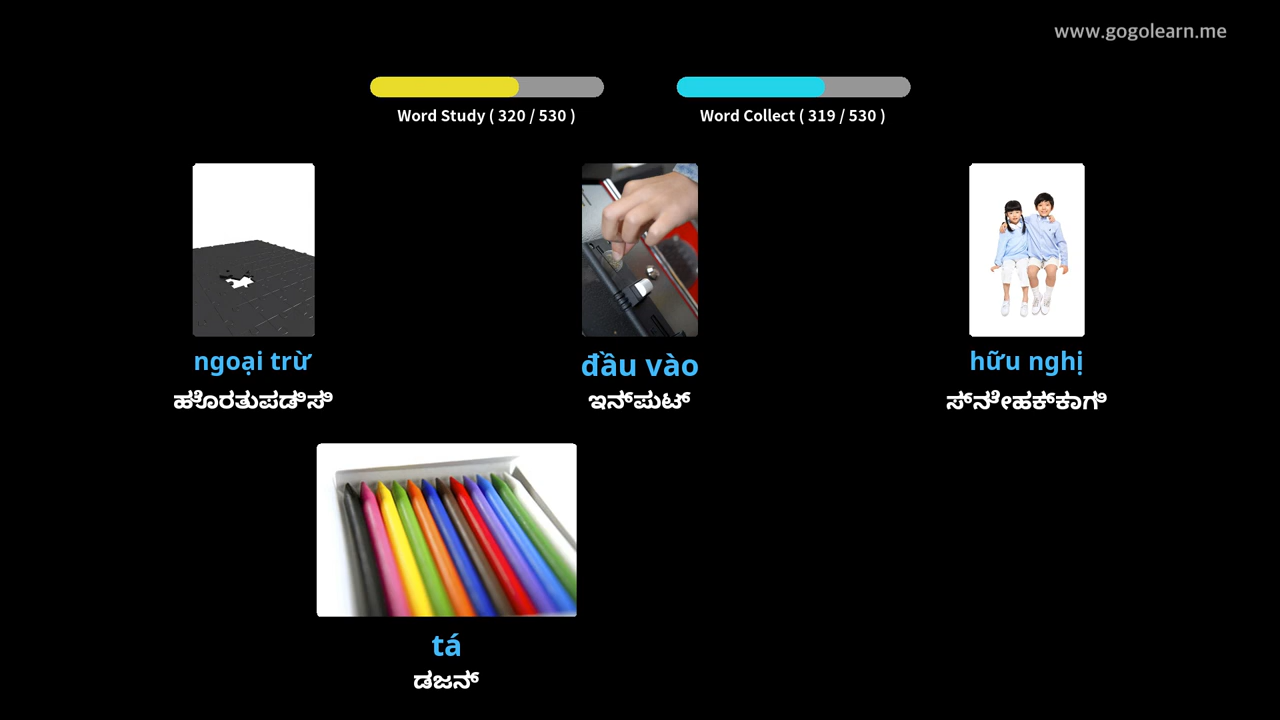 www.gogolearn.me
Word Study ( 320 / 530 )
Word Collect ( 319 / 530 )
ngoại trừ
ಹೊರತುಪಡಿಸಿ
đầu vào
ಇನ್‌ಪುಟ್
hữu nghị
ಸ್ನೇಹಕ್ಕಾಗಿ
tá
ಡಜನ್